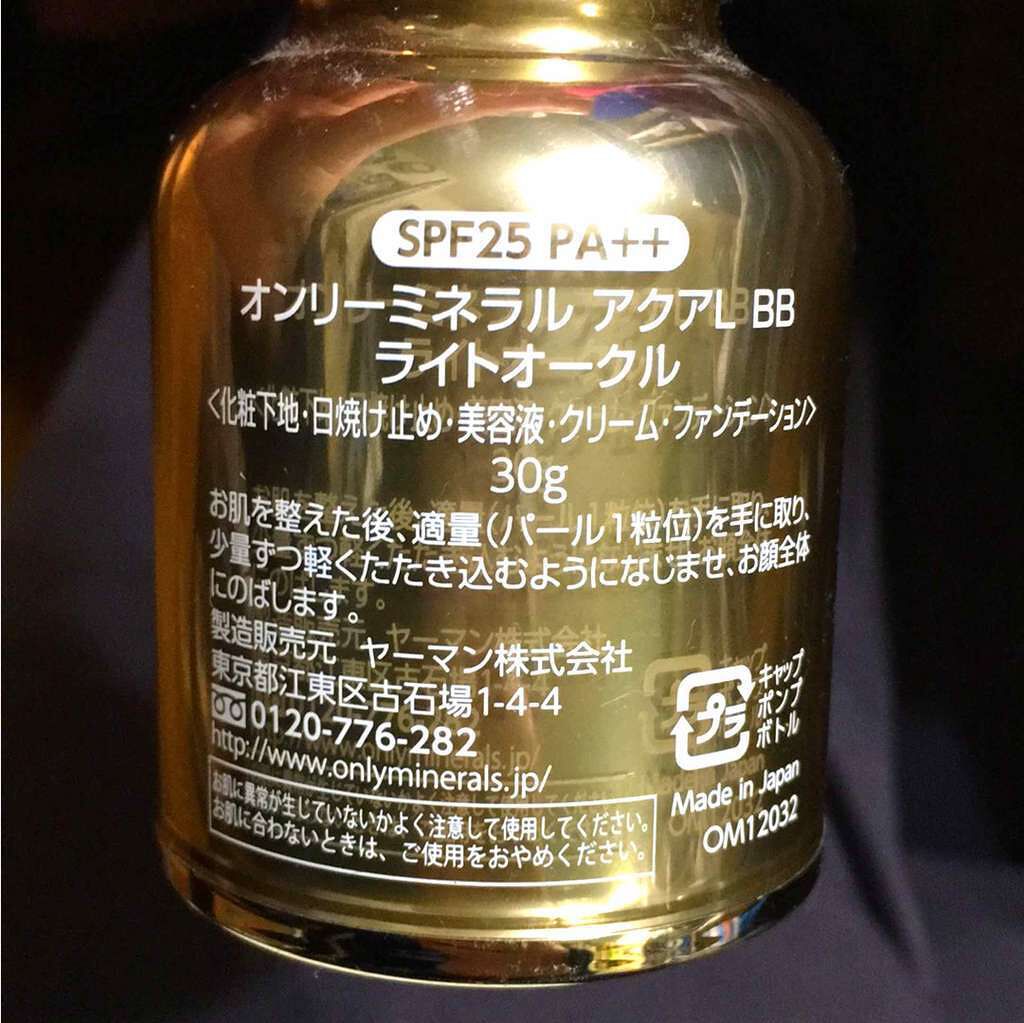 SPF25 PA++
オンリーミネラル アクアL BB
ライトオークル
<化粧下地・日焼け止め・美容液・クリーム・ファンデーション>
30g
お肌を整えた後、適量(パール1粒位)を手に取り、
少量ずつ軽くたたき込むようになじませ、お顔全体
にのばします。
製造販売元 ヤーマン株式会社
東京都江東区古石場1-4-4
0120-776-282
http://www.onlyminerals.jp/
お肌に異常が生じていないかよく注意して使用してください。
お肌に合わないときは、ご使用をおやめください。
プラ
キャップ
ポンプ
ボトル
Made in Japan
OM12032